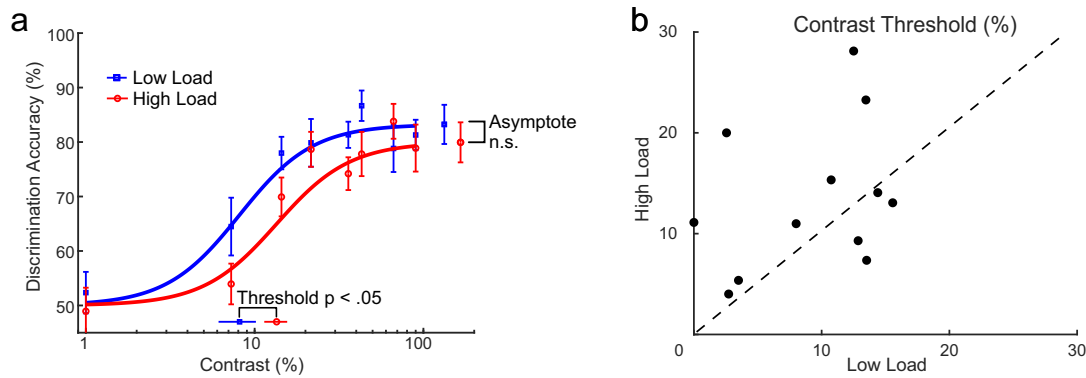 a
Discrimination Accuracy (%)
100
90
80
70
60
50
Low Load
High Load
Asymptote
n.s.
Threshold p < .05
1
10
100
Contrast (%)
b
Contrast Threshold (%)
High Load
30
20
10
0
10
20
30
Low Load